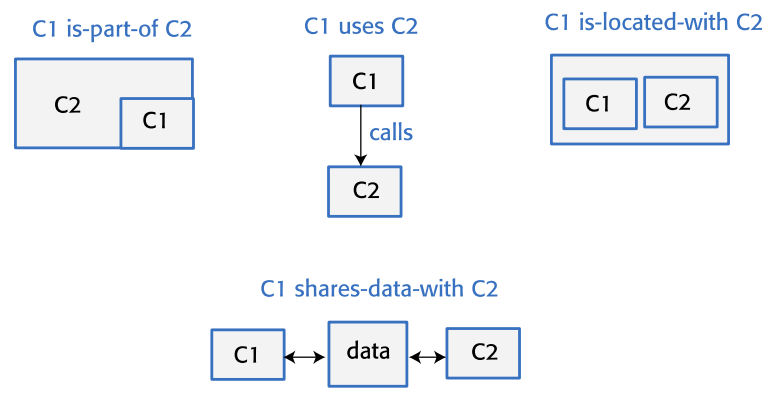 C1 is-part-of C2
C1 uses C2
C1 is-located-with C2
C2
C1
C1
calls
C2
C1
C2
C1 shares-data-with C2
C1
data
C2